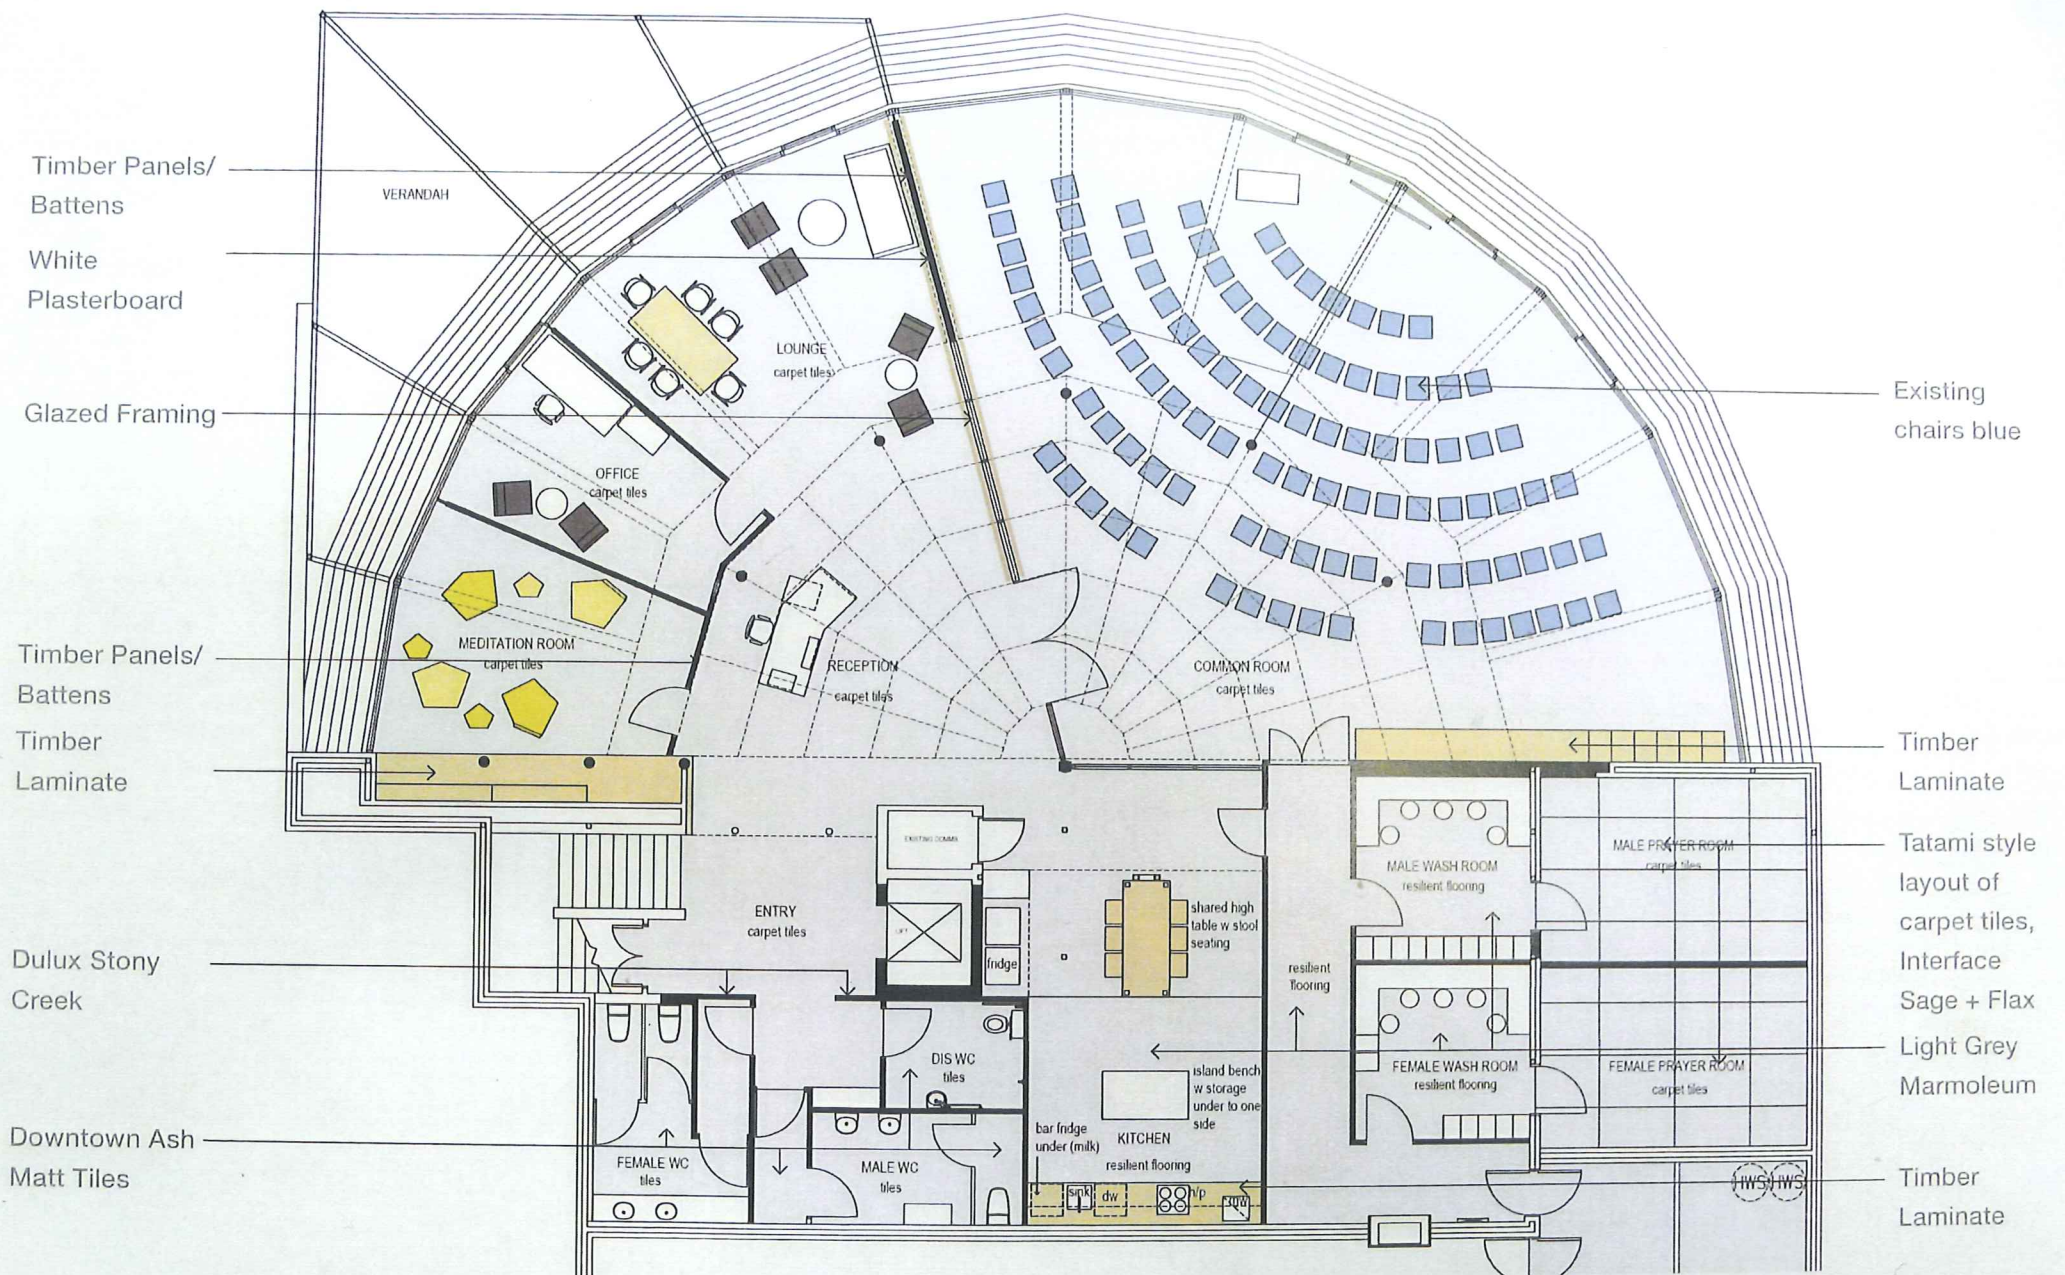 Timber Panels/
Battens
White
Plasterboard
Glazed Framing
Timber Panels/
Battens
Timber
Laminate
Dulux Stony
Creek
Downtown Ash
Matt Tiles
VERANDAH
LOUNGE
carpet tiles
OFFICE
carpet tiles
MEDITATION ROOM
carpet tiles
RECEPTION
carpet tiles
COMMON ROOM
carpet tiles
EXISTING COMMS
ENTRY
carpet tiles
LIFT
fridge
shared high
table w stool
seating
resilient
flooring
MALE WASH ROOM
resilient flooring
MALE PRAYER ROOM
carpet tiles
FEMALE WASH ROOM
resilient flooring
FEMALE PRAYER ROOM
carpet tiles
DIS WC
tiles
island bench
w storage
under to one
side
bar fridge
under (milk)
KITCHEN
resilient flooring
FEMALE WC
tiles
MALE WC
tiles
sink
dw
h/p
HWS
HWS
Existing
chairs blue
Timber
Laminate
Tatami style
layout of
carpet tiles,
Interface
Sage + Flax
Light Grey
Marmoleum
Timber
Laminate